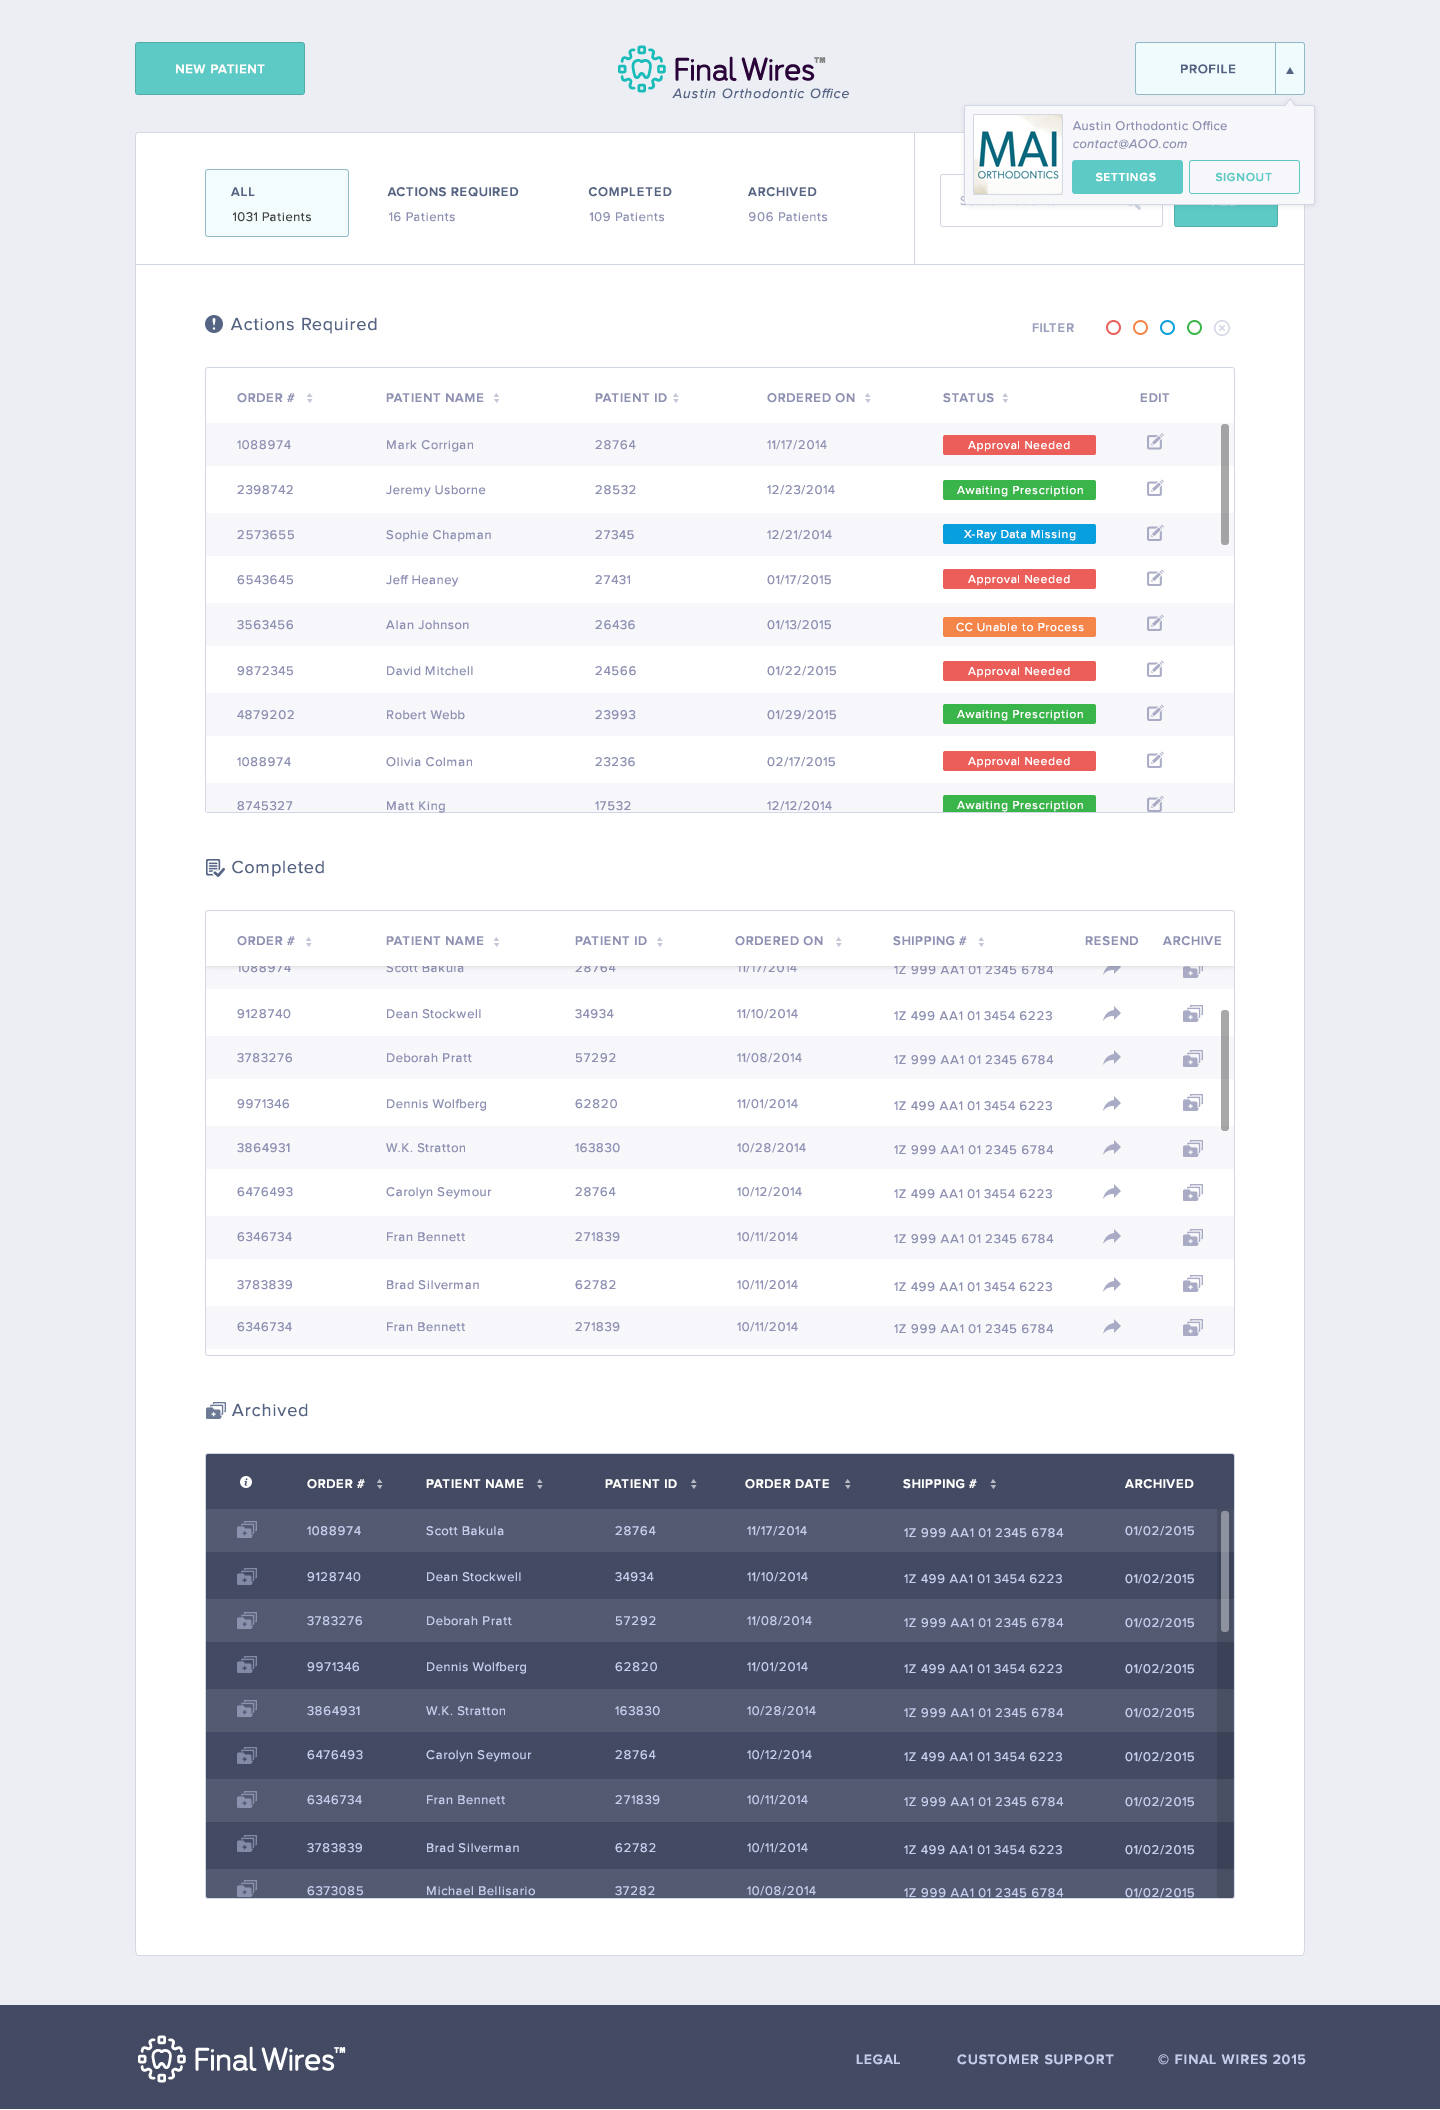 NEW PATIENT
Final Wires™
Austin Orthodontic Office
PROFILE
MAI
ORTHODONTICS
Austin Orthodontic Office
contact@AOO.com
SETTINGS
SIGNOUT
ALL
1031 Patients
ACTIONS REQUIRED
16 Patients
COMPLETED
109 Patients
ARCHIVED
906 Patients
Actions Required
FILTER
ORDER # PATIENT NAME PATIENT ID ORDERED ON STATUS EDIT
1088974 Mark Corrigan 28764 11/17/2014 Approval Needed
2398742 Jeremy Usborne 28532 12/23/2014 Awaiting Prescription
2573655 Sophie Chapman 27345 12/21/2014 X-Ray Data Missing
6543645 Jeff Heaney 27431 01/17/2015 Approval Needed
3563456 Alan Johnson 26436 01/13/2015 CC Unable to Process
9872345 David Mitchell 24566 01/22/2015 Approval Needed
4879202 Robert Webb 23993 01/29/2015 Awaiting Prescription
1088974 Olivia Colman 23236 02/17/2015 Approval Needed
8745327 Matt King 17532 12/12/2014 Awaiting Prescription
Completed
ORDER # PATIENT NAME PATIENT ID ORDERED ON SHIPPING # RESEND ARCHIVE
1088974 Scott Bakula 28764 11/17/2014 1Z 999 AA1 01 2345 6784
9128740 Dean Stockwell 34934 11/10/2014 1Z 499 AA1 01 3454 6223
3783276 Deborah Pratt 57292 11/08/2014 1Z 999 AA1 01 2345 6784
9971346 Dennis Wolfberg 62820 11/01/2014 1Z 499 AA1 01 3454 6223
3864931 W.K. Stratton 163830 10/28/2014 1Z 999 AA1 01 2345 6784
6476493 Carolyn Seymour 28764 10/12/2014 1Z 499 AA1 01 3454 6223
6346734 Fran Bennett 271839 10/11/2014 1Z 999 AA1 01 2345 6784
3783839 Brad Silverman 62782 10/11/2014 1Z 499 AA1 01 3454 6223
6346734 Fran Bennett 271839 10/11/2014 1Z 999 AA1 01 2345 6784
Archived
ORDER # PATIENT NAME PATIENT ID ORDER DATE SHIPPING # ARCHIVED
1088974 Scott Bakula 28764 11/17/2014 1Z 999 AA1 01 2345 6784 01/02/2015
9128740 Dean Stockwell 34934 11/10/2014 1Z 499 AA1 01 3454 6223 01/02/2015
3783276 Deborah Pratt 57292 11/08/2014 1Z 999 AA1 01 2345 6784 01/02/2015
9971346 Dennis Wolfberg 62820 11/01/2014 1Z 499 AA1 01 3454 6223 01/02/2015
3864931 W.K. Stratton 163830 10/28/2014 1Z 999 AA1 01 2345 6784 01/02/2015
6476493 Carolyn Seymour 28764 10/12/2014 1Z 499 AA1 01 3454 6223 01/02/2015
6346734 Fran Bennett 271839 10/11/2014 1Z 999 AA1 01 2345 6784 01/02/2015
3783839 Brad Silverman 62782 10/11/2014 1Z 499 AA1 01 3454 6223 01/02/2015
6373085 Michael Bellisario 37282 10/08/2014 1Z 999 AA1 01 2345 6784 01/02/2015
Final Wires™
LEGAL
CUSTOMER SUPPORT
© FINAL WIRES 2015